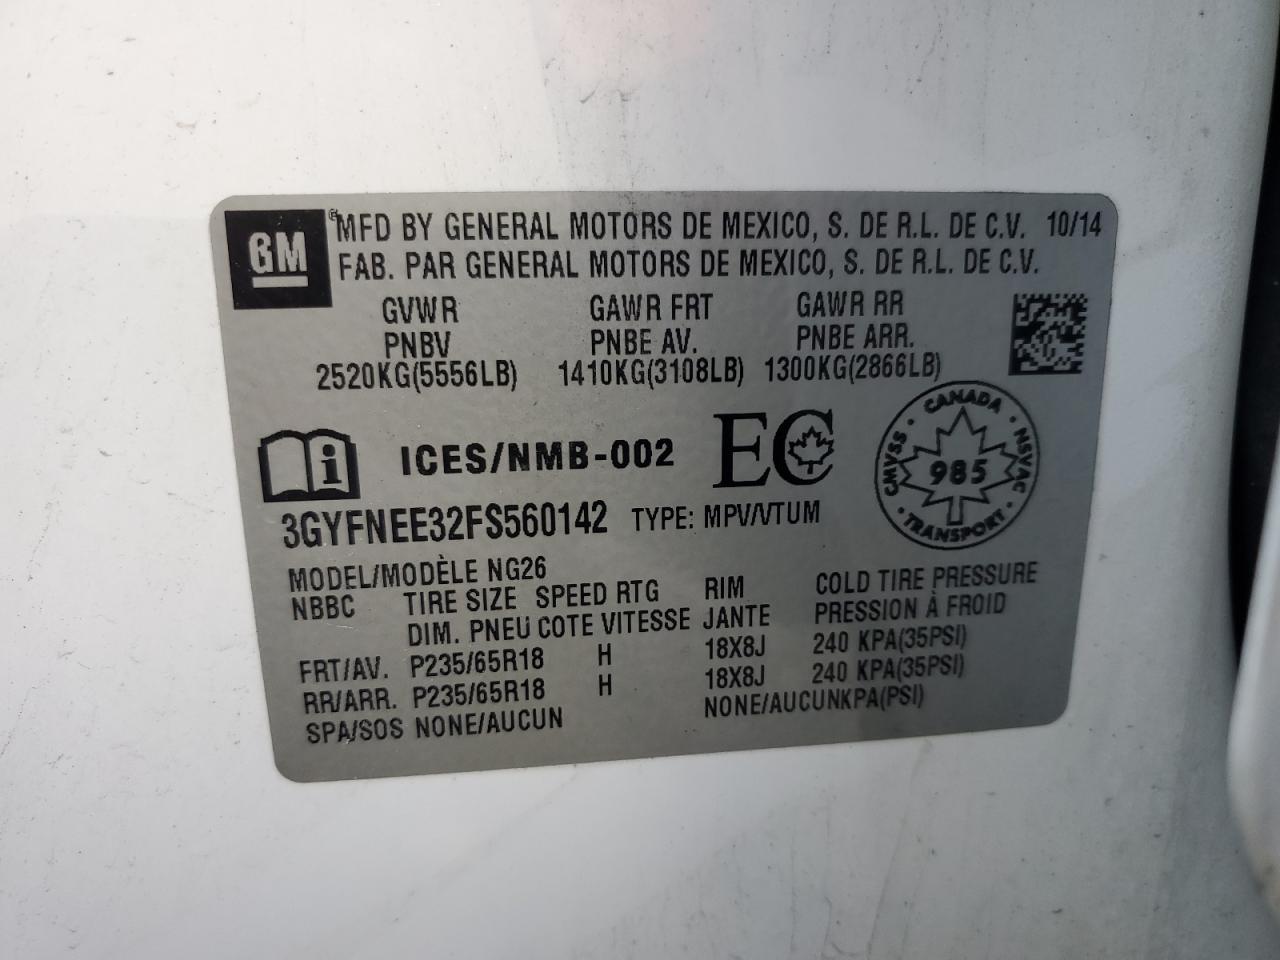 GM
MFD BY GENERAL MOTORS DE MEXICO, S. DE R.L. DE C.V. 10/14
FAB. PAR GENERAL MOTORS DE MEXICO, S. DE R.L. DE C.V.
GVWR GAWR FRT GAWR RR
PNBV PNBE AV. PNBE ARR.
2520KG(5556LB) 1410KG(3108LB) 1300KG(2866LB)
i ICES/NMB-002 EC
CANADA
CMVSS 985 NSVAC
TRANSPORT
3GYFNEE32FS560142 TYPE: MPV/VTUM
MODEL/MODÈLE NG26
NBBC TIRE SIZE SPEED RTG RIM COLD TIRE PRESSURE
DIM. PNEU COTE VITESSE JANTE PRESSION À FROID
FRT/AV. P235/65R18 H 18X8J 240 KPA(35PSI)
RR/ARR. P235/65R18 H 18X8J 240 KPA(35PSI)
SPA/SOS NONE/AUCUN NONE/AUCUNKPA(PSI)